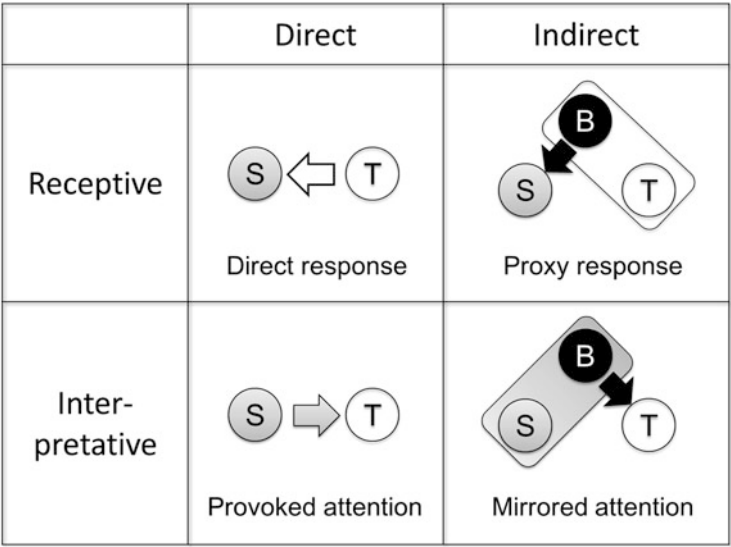 Direct
Indirect
Receptive
S
T
Direct response
B
S
T
Proxy response
Inter-
pretative
S
T
Provoked attention
B
S
T
Mirrored attention